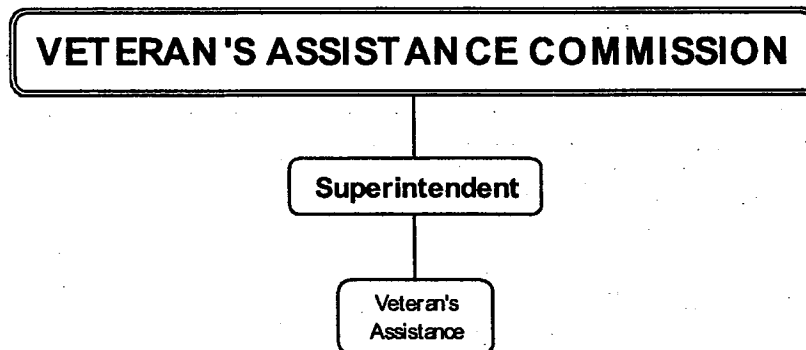 VETERAN'S ASSISTANCE COMMISSION
Superintendent
Veteran's
Assistance